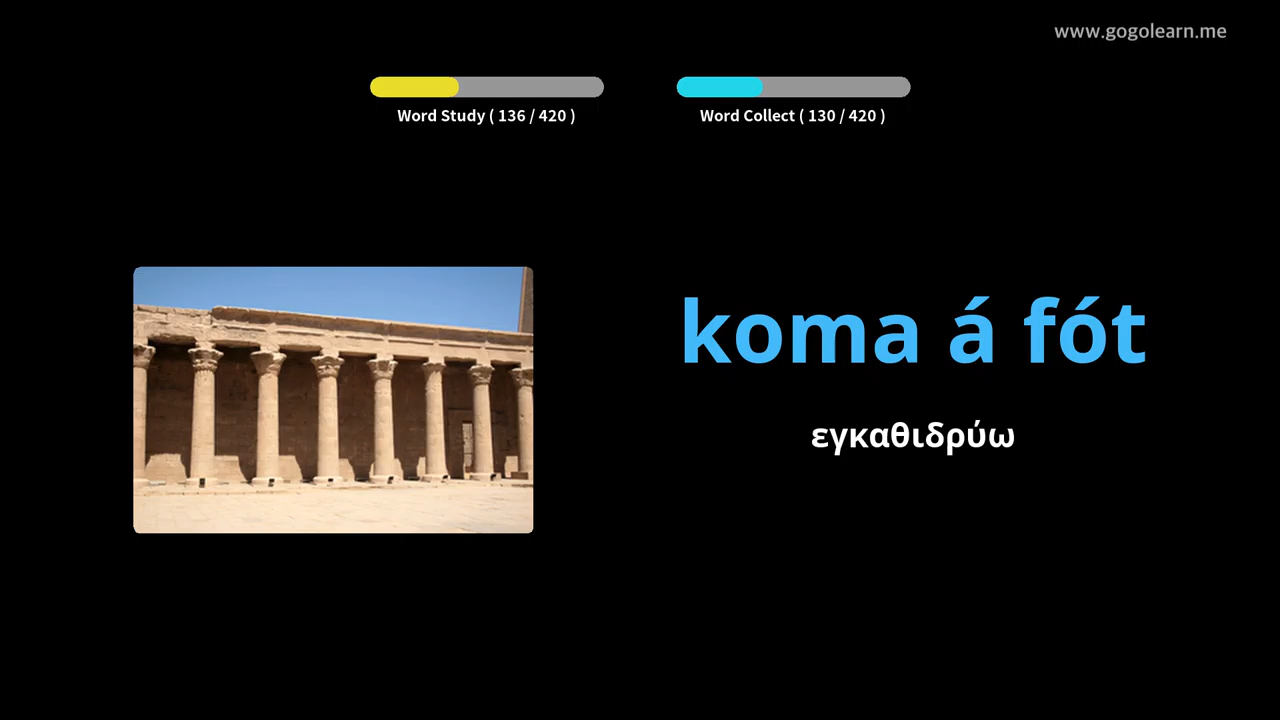 www.gogolearn.me
Word Study ( 136 / 420 )
Word Collect ( 130 / 420 )
koma á fót
εγκαθιδρύω